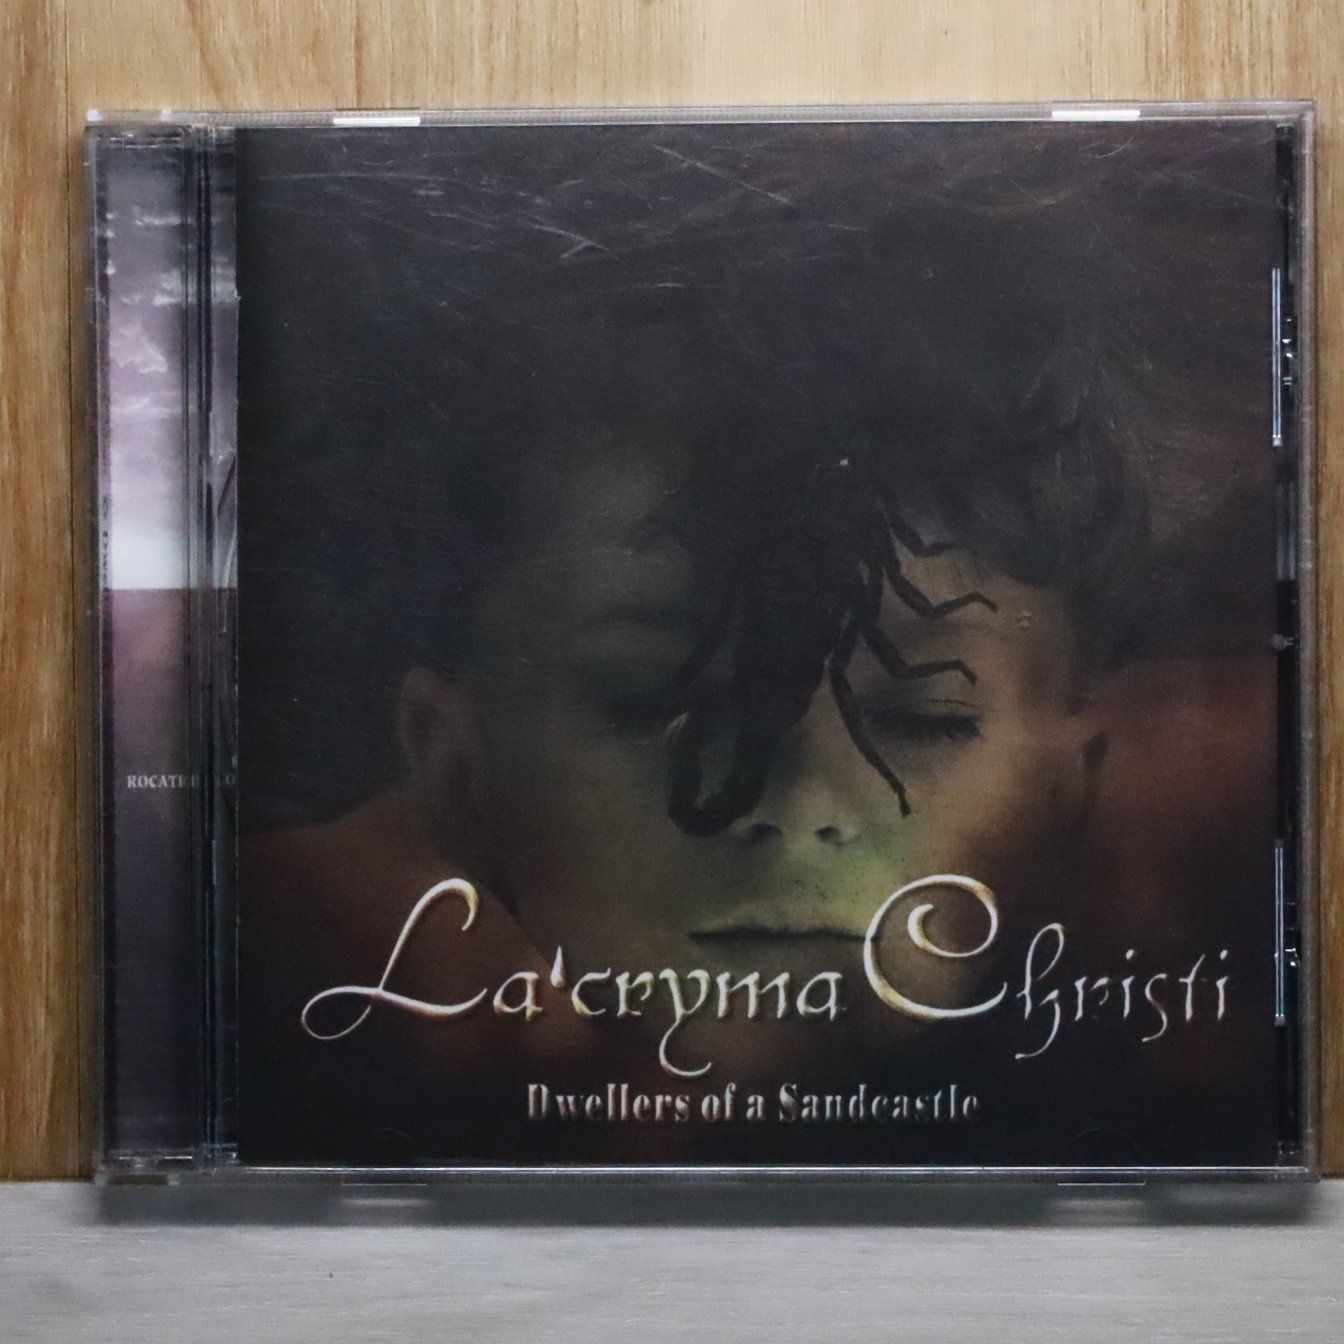 La'cryma Christi
Dwellers of a Sandcastle